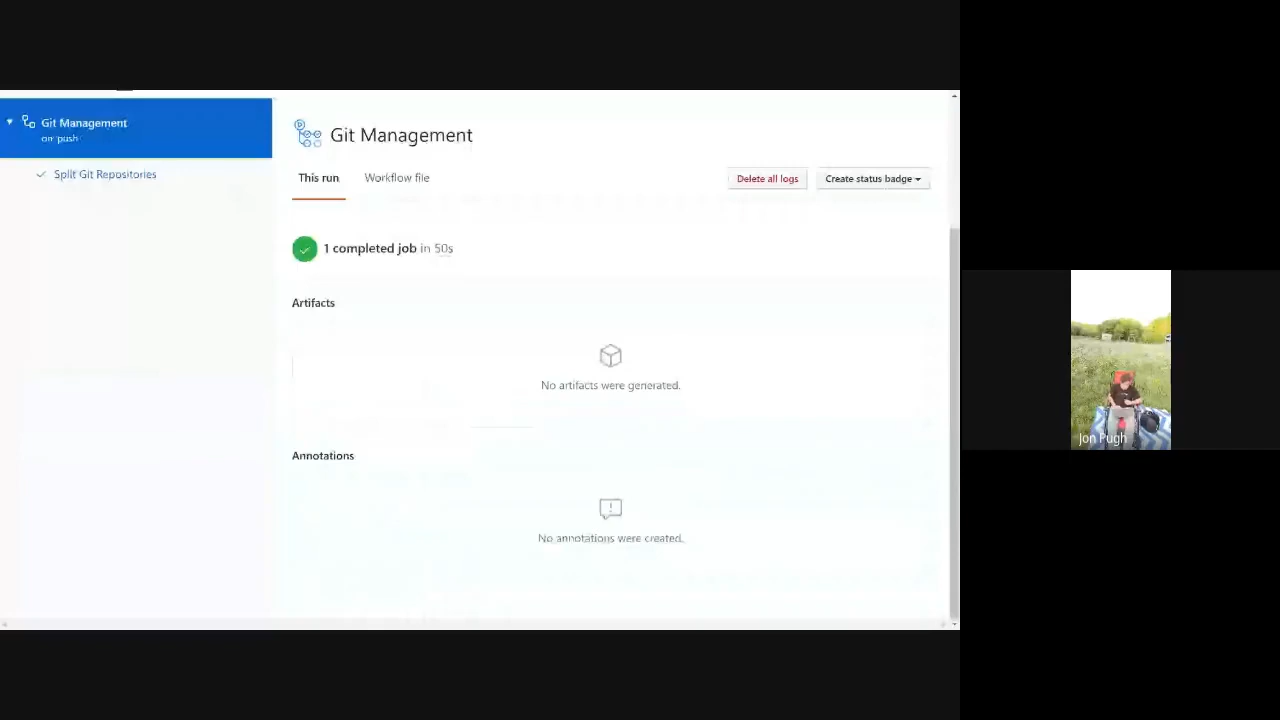 Git Management
on: push
Split Git Repositories
Git Management
This run
Workflow file
Delete all logs
Create status badge
1 completed job in 50s
Artifacts
No artifacts were generated.
Annotations
No annotations were created.
Jon Pugh